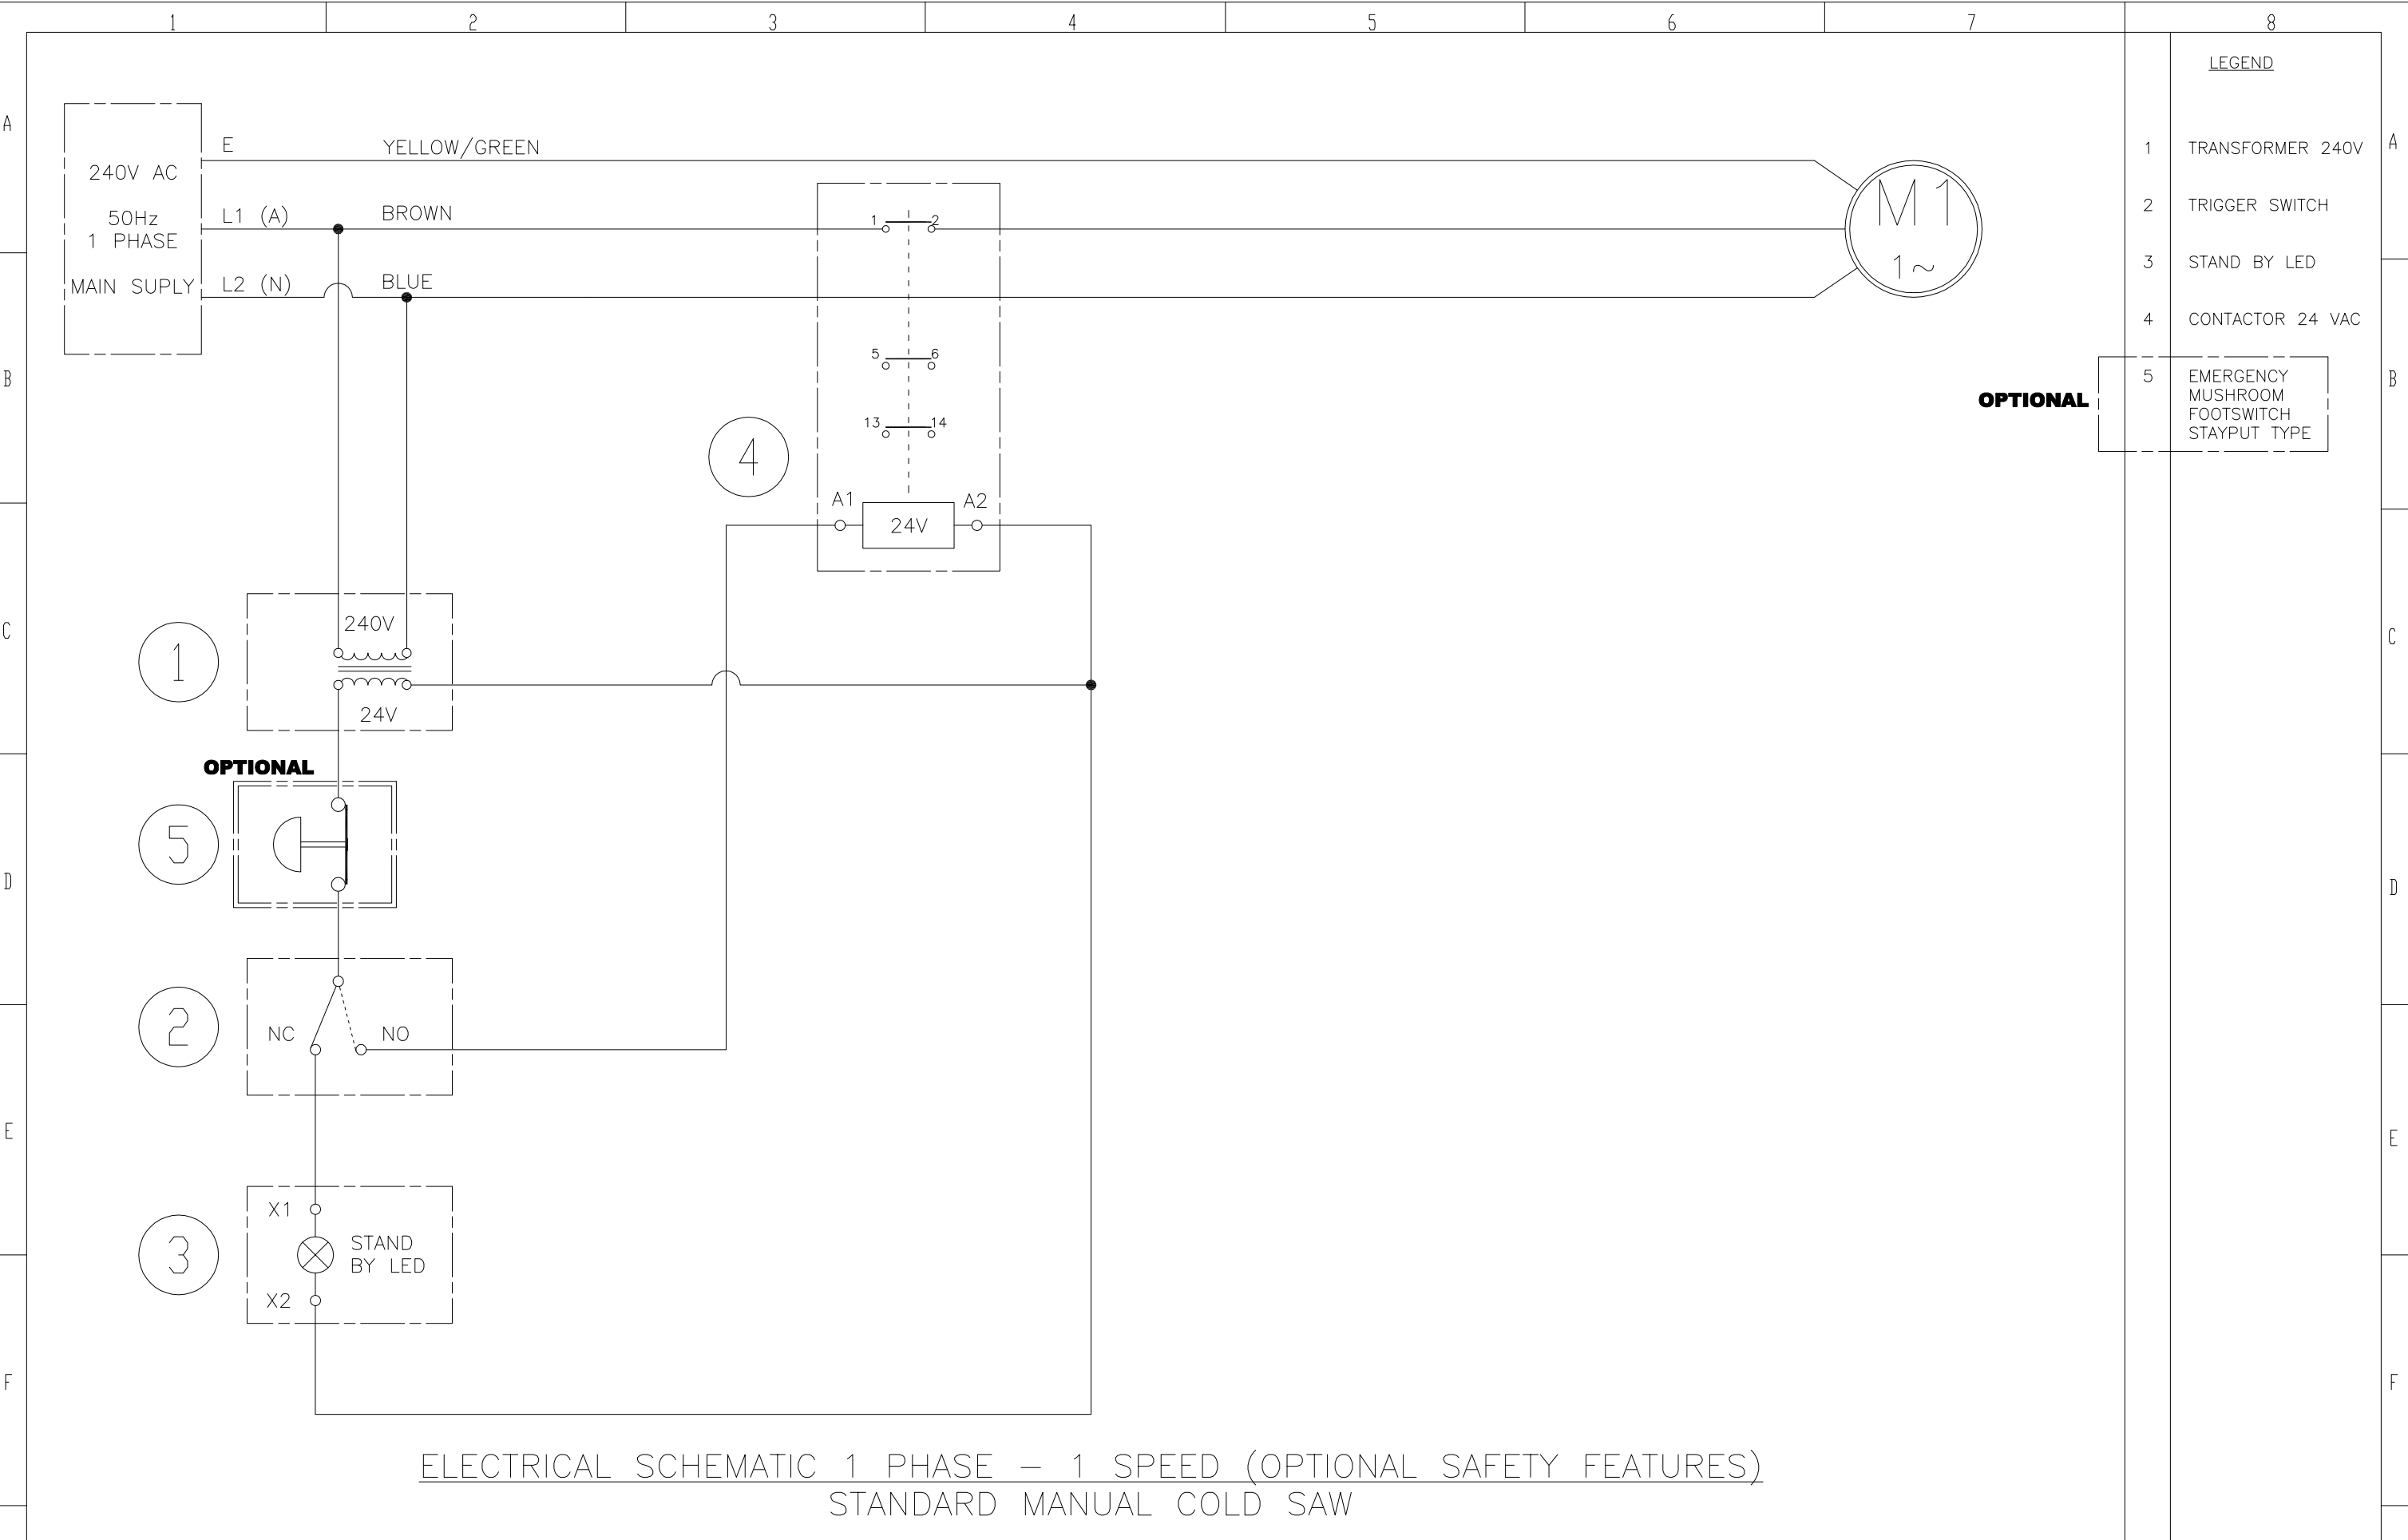 1 2 3 4 5 6 7 8
LEGEND
A
A
240V AC
50Hz
1 PHASE
MAIN SUPLY
E
YELLOW/GREEN
L1 (A)
BROWN
L2 (N)
BLUE
1 2
5 6
13 14
4
A1
24V
A2
M1
1~
1 TRANSFORMER 240V
2 TRIGGER SWITCH
3 STAND BY LED
4 CONTACTOR 24 VAC
OPTIONAL
5 EMERGENCY
MUSHROOM
FOOTSWITCH
STAYPUT TYPE
B
B
C
C
1
240V
24V
OPTIONAL
5
D
D
2
NC
NO
E
E
3
X1
STAND
BY LED
X2
F
F
ELECTRICAL SCHEMATIC 1 PHASE – 1 SPEED (OPTIONAL SAFETY FEATURES)
STANDARD MANUAL COLD SAW